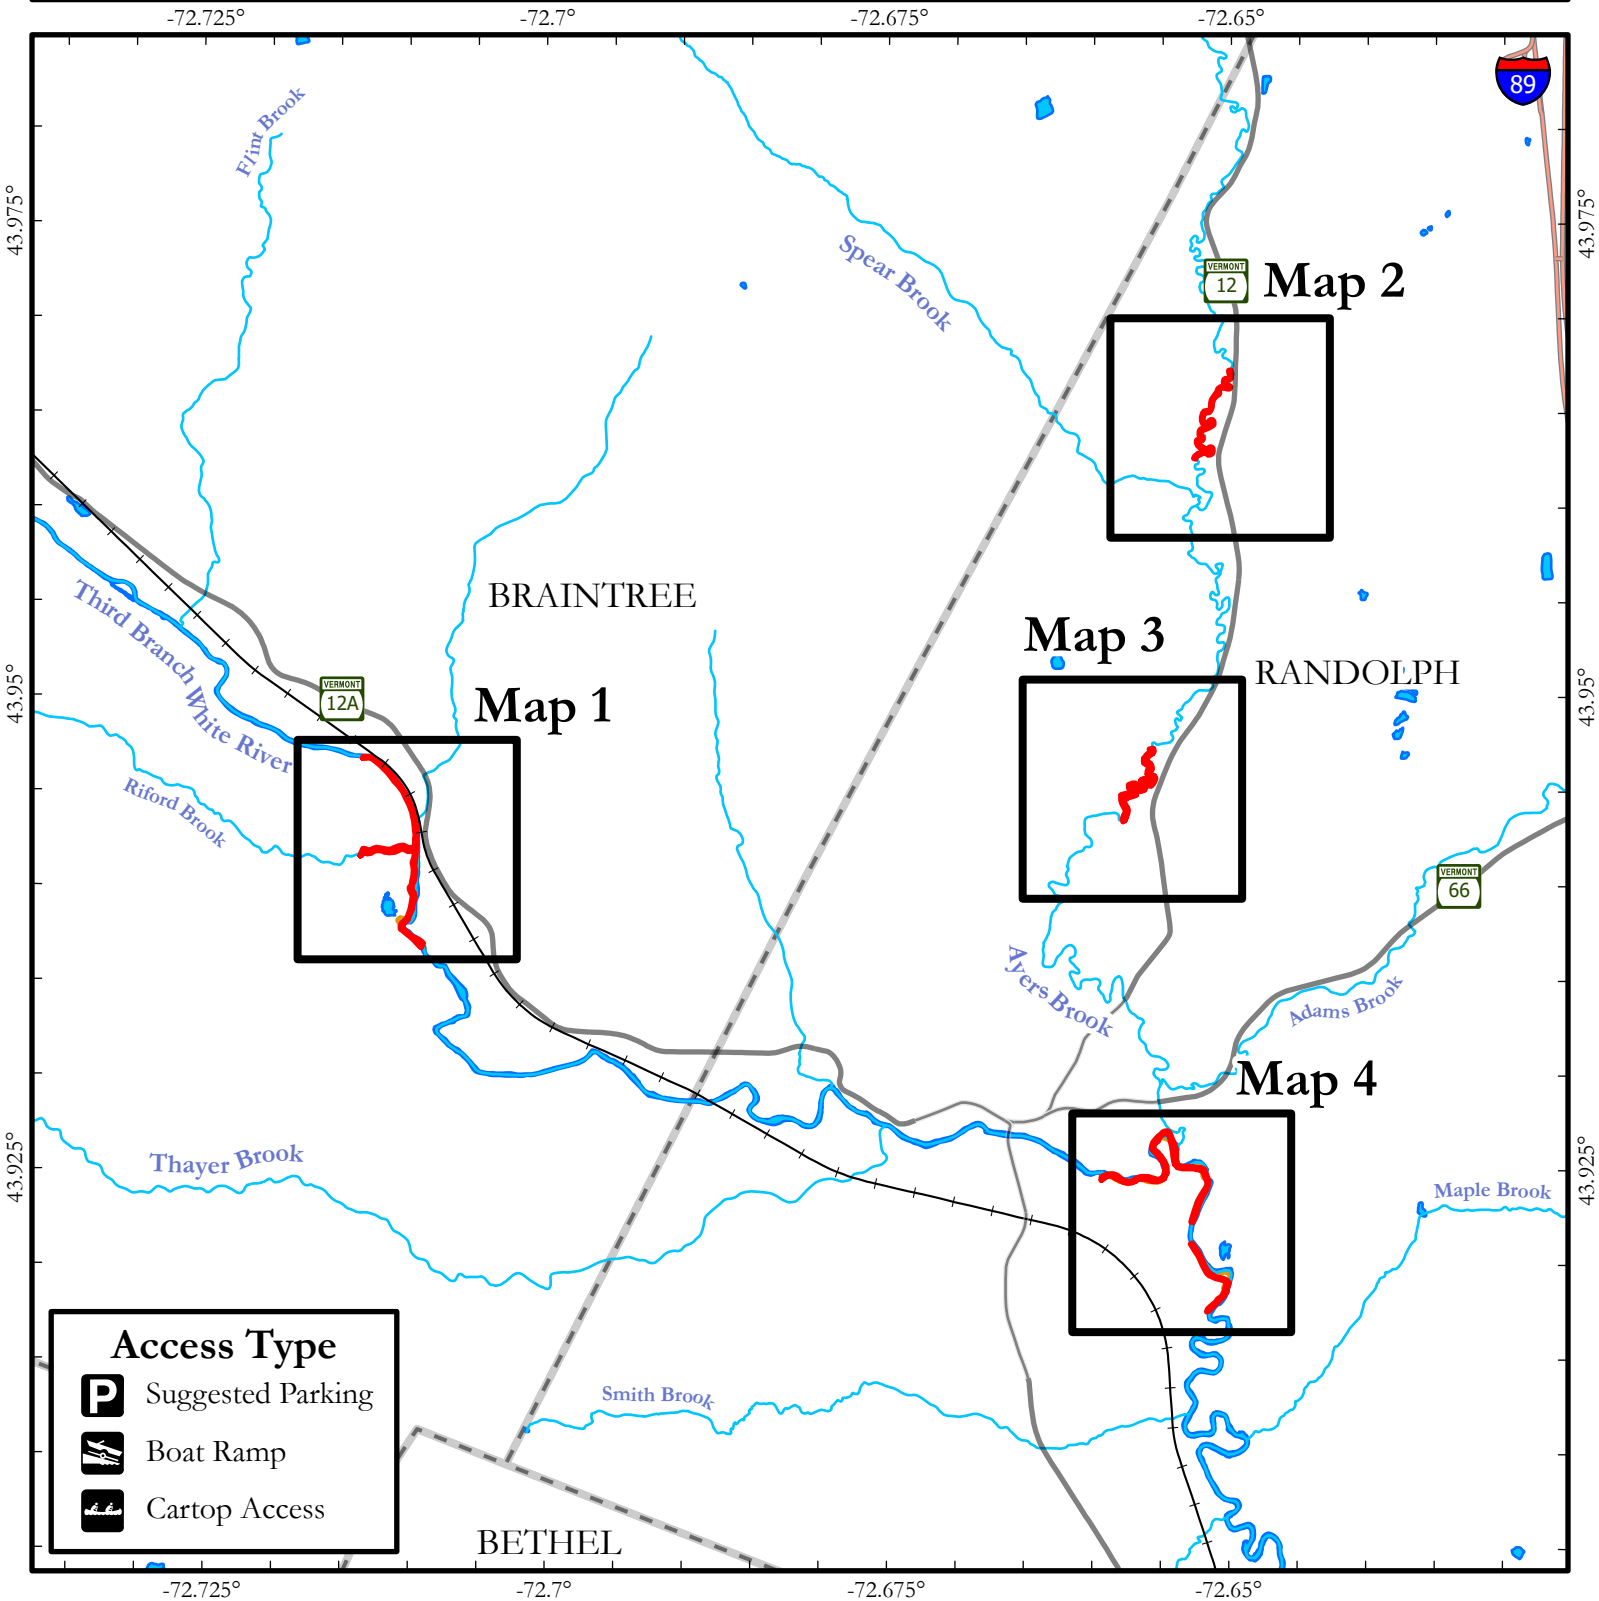 -72.725° -72.7° -72.675° -72.65°
89
Flint Brook
43.975°
43.975°
Spear Brook
VERMONT
12
Map 2
BRAINTREE
Third Branch White River
Map 3
RANDOLPH
43.95°
43.95°
VERMONT
12A
Map 1
Riford Brook
VERMONT
66
Ayers Brook
Adams Brook
Map 4
43.925°
43.925°
Thayer Brook
Maple Brook
Access Type
P Suggested Parking
Boat Ramp
Cartop Access
Smith Brook
BETHEL
-72.725° -72.7° -72.675° -72.65°